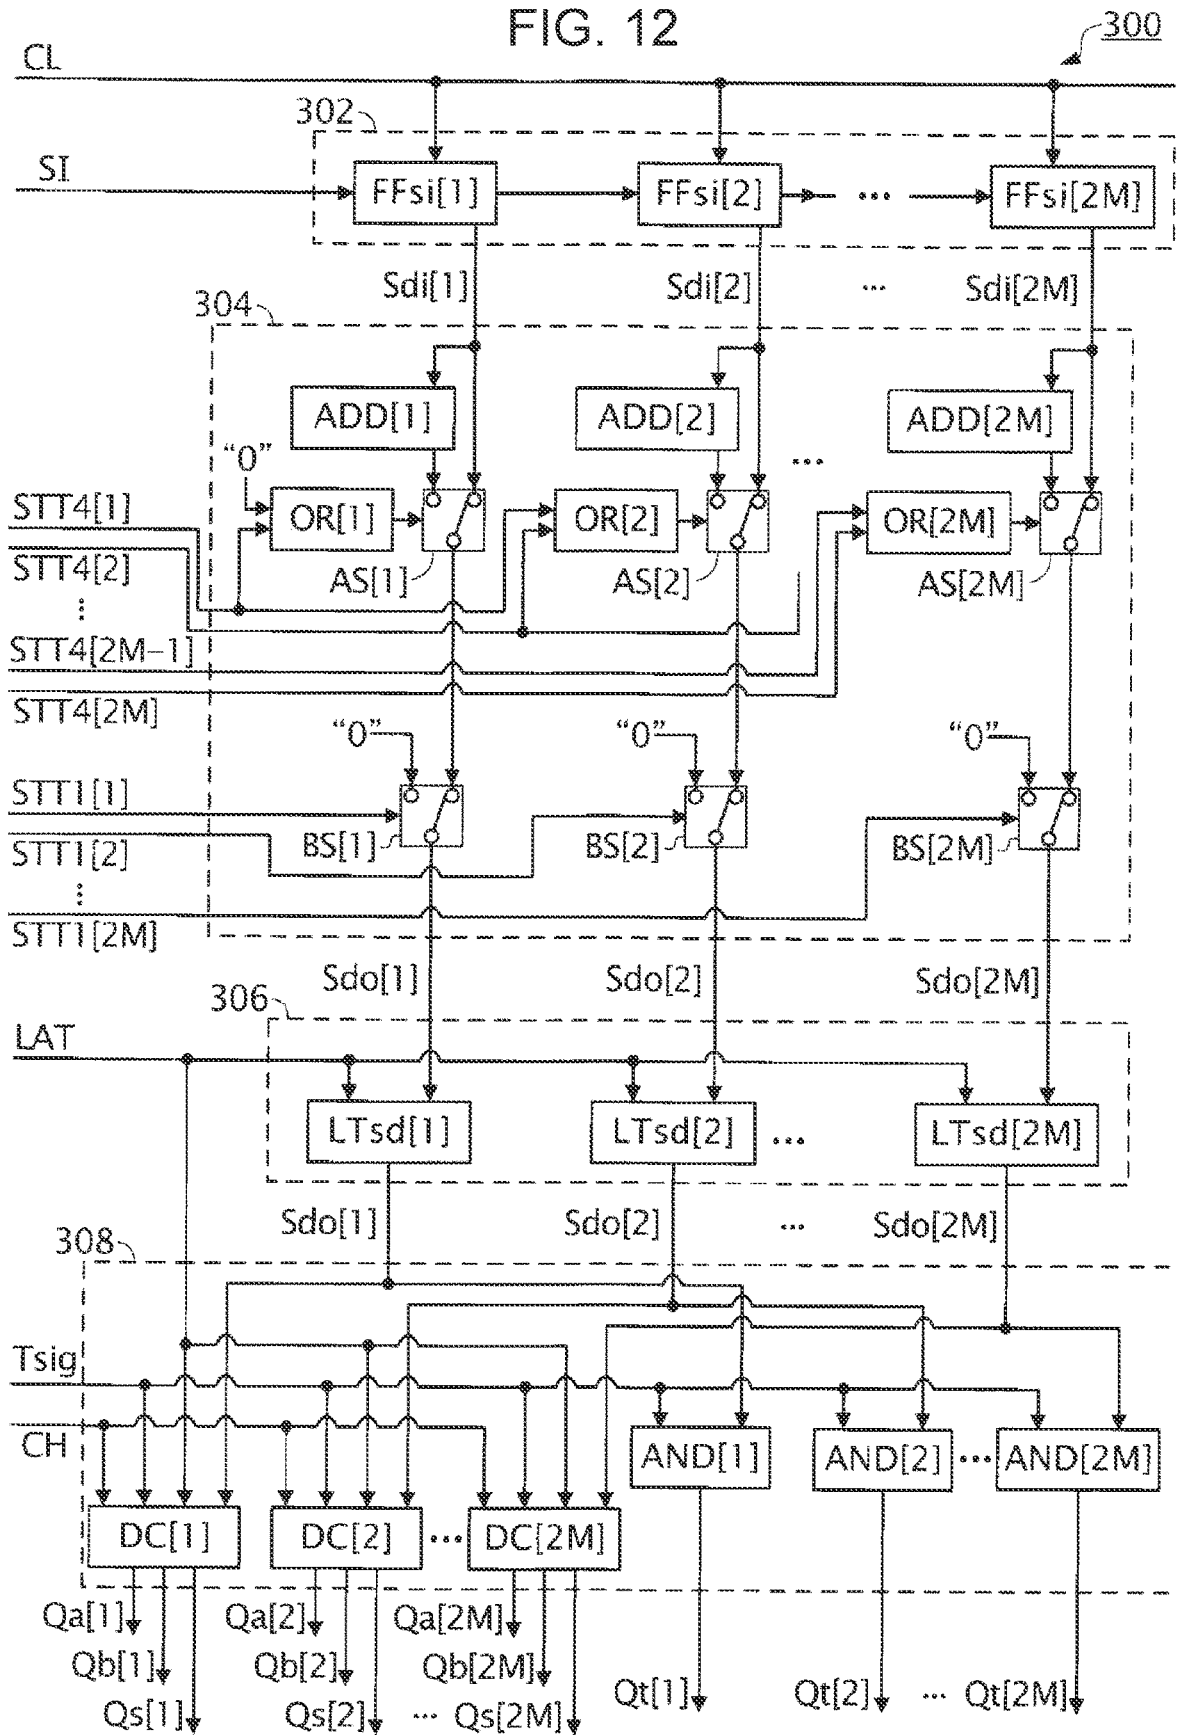 FIG. 12
300
CL
302
SI
FFsi[1] FFsi[2] ... FFsi[2M]
Sdi[1] Sdi[2] ... Sdi[2M]
304
ADD[1] ADD[2] ADD[2M]
"0" ...
STT4[1] OR[1] OR[2] OR[2M]
STT4[2] AS[1] AS[2] AS[2M]
...
STT4[2M-1]
STT4[2M]
"0" "0" "0"
STT1[1]
STT1[2] BS[1] BS[2] BS[2M]
...
STT1[2M]
Sdo[1] Sdo[2] Sdo[2M]
306
LAT
LTsd[1] LTsd[2] ... LTsd[2M]
Sdo[1] Sdo[2] ... Sdo[2M]
308
Tsig
CH
AND[1] AND[2] ... AND[2M]
DC[1] DC[2] ... DC[2M]
Qa[1] Qa[2] Qa[2M]
Qb[1] Qb[2] Qb[2M]
Qs[1] Qs[2] ... Qs[2M] Qt[1] Qt[2] ... Qt[2M]